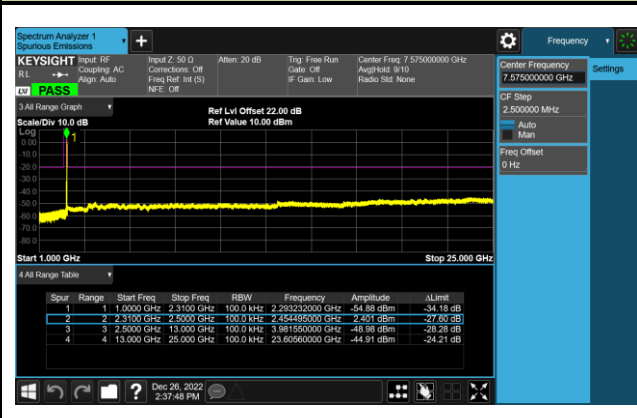 Spectrum Analyzer 1
Spurious Emissions
+
Frequency
KEYSIGHT
RL
LXI
PASS
Input: RF
Coupling: AC
Align: Auto
Input Z: 50 Ω
Corrections: Off
Freq Ref: Int (S)
NFE: Off
Atten: 20 dB
Trig: Free Run
Gate: Off
IF Gain: Low
Center Freq: 7.575000000 GHz
Avg|Hold: 9/10
Radio Std: None
3 All Range Graph
Scale/Div 10.0 dB
Ref Lvl Offset 22.00 dB
Ref Value 10.00 dBm
Log
1
0.00
-10.0
-20.0
-30.0
-40.0
-50.0
-60.0
-70.0
-80.0
Start 1.000 GHz
Stop 25.000 GHz
4 All Range Table
Spur Range Start Freq Stop Freq RBW Frequency Amplitude ΔLimit
1 1 1.0000 GHz 2.3100 GHz 100.0 kHz 2.293232000 GHz -54.88 dBm -34.18 dB
2 2 2.3100 GHz 2.5000 GHz 100.0 kHz 2.454495000 GHz 2.401 dBm -27.60 dB
3 3 2.5000 GHz 13.000 GHz 100.0 kHz 3.981550000 GHz -48.98 dBm -28.28 dB
4 4 13.000 GHz 25.000 GHz 100.0 kHz 23.60560000 GHz -44.91 dBm -24.21 dB
?
Dec 26, 2022
2:37:48 PM
Center Frequency
7.575000000 GHz
Settings
CF Step
2.500000 MHz
Auto
Man
Freq Offset
0 Hz